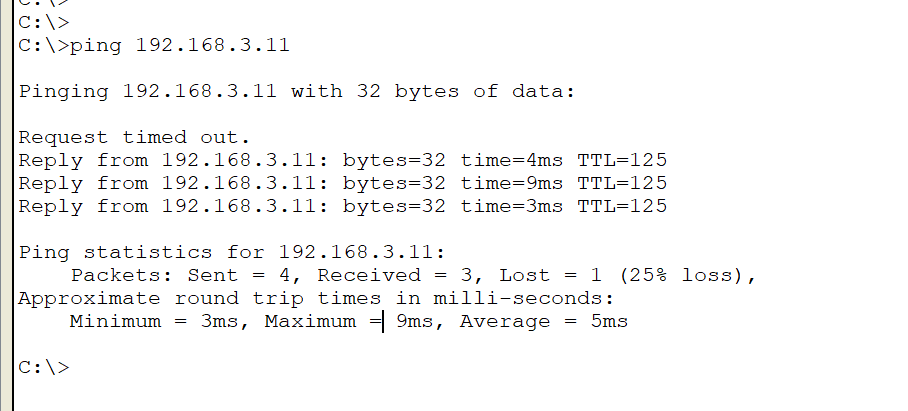 C:\>
C:\>ping 192.168.3.11
Pinging 192.168.3.11 with 32 bytes of data:
Request timed out.
Reply from 192.168.3.11: bytes=32 time=4ms TTL=125
Reply from 192.168.3.11: bytes=32 time=9ms TTL=125
Reply from 192.168.3.11: bytes=32 time=3ms TTL=125
Ping statistics for 192.168.3.11:
Packets: Sent = 4, Received = 3, Lost = 1 (25% loss),
Approximate round trip times in milli-seconds:
Minimum = 3ms, Maximum = 9ms, Average = 5ms
C:\>